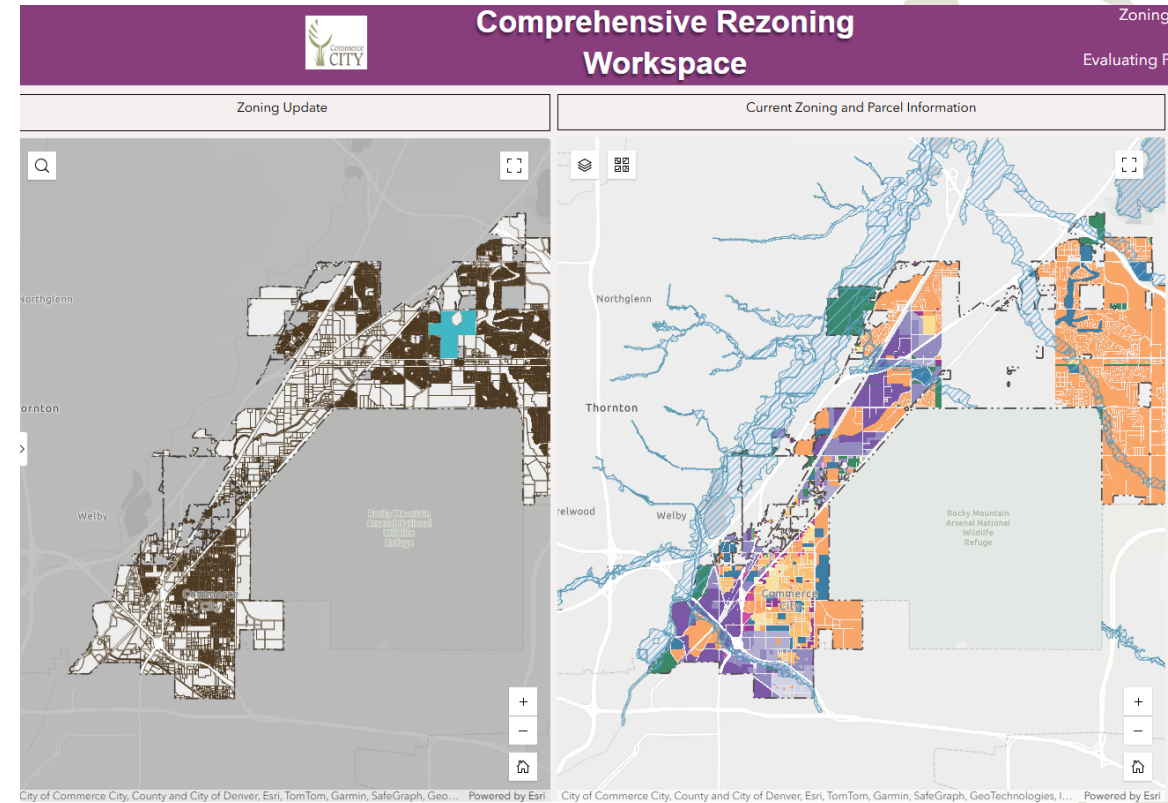 Comprehensive Rezoning
Workspace
Commerce
CITY
Zoning
Evaluating P
Zoning Update
Current Zoning and Parcel Information
Northglenn
ornton
Welby
Rocky Mountain
Arsenal National
Wildlife
Refuge
Commerce
City
+
−
City of Commerce City, County and City of Denver, Esri, TomTom, Garmin, SafeGraph, Geo... Powered by Esri
Northglenn
Thornton
relwood
Welby
Rocky Mountain
Arsenal National
Wildlife
Refuge
Commerce
City
+
−
City of Commerce City, County and City of Denver, Esri, TomTom, Garmin, SafeGraph, GeoTechnologies, I... Powered by Esri